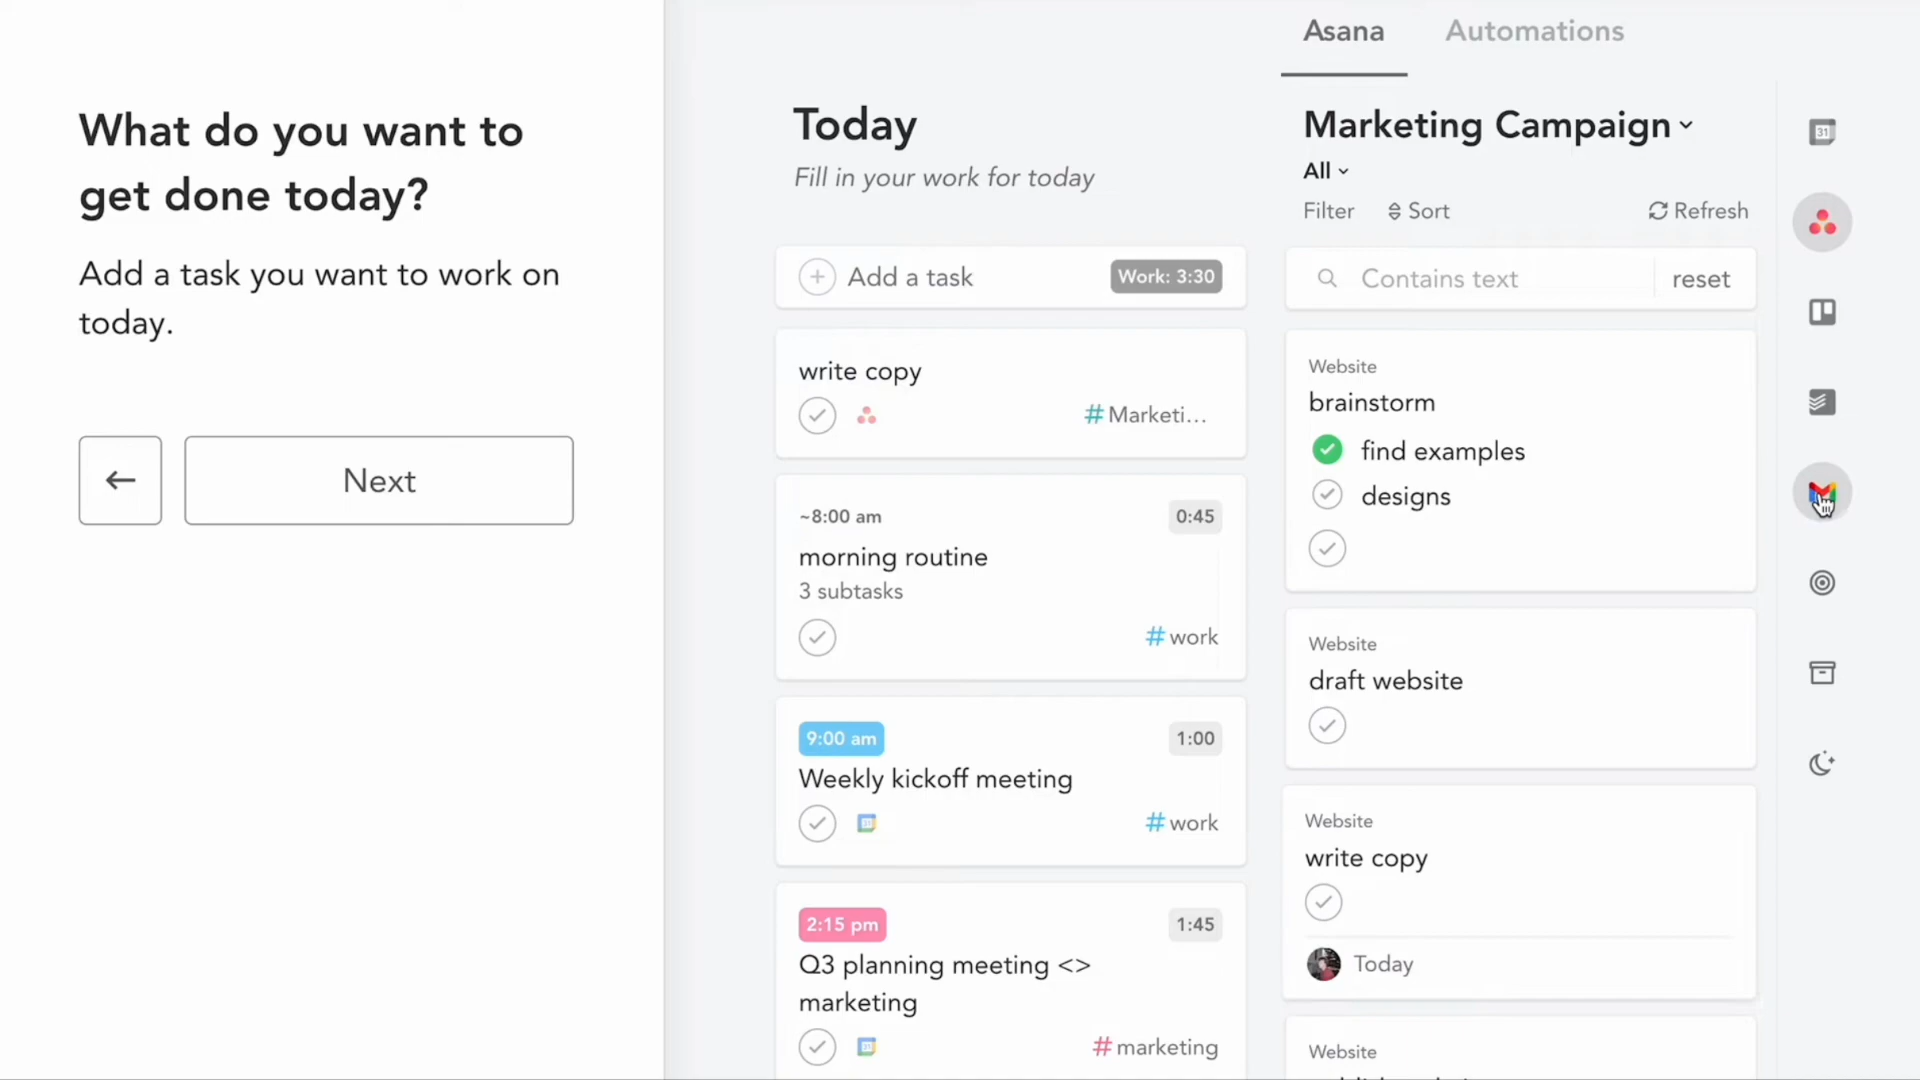 What do you want to
get done today?
Add a task you want to work on
today.
Next
Today
Fill in your work for today
Add a task
Work: 3:30
write copy
# Marketi...
~8:00 am
0:45
morning routine
3 subtasks
# work
9:00 am
1:00
Weekly kickoff meeting
31
# work
2:15 pm
1:45
Q3 planning meeting <>
marketing
31
# marketing
Asana
Automations
Marketing Campaign
All
Filter
Sort
Refresh
Contains text
reset
Website
brainstorm
find examples
designs
Website
draft website
Website
write copy
Today
Website
31